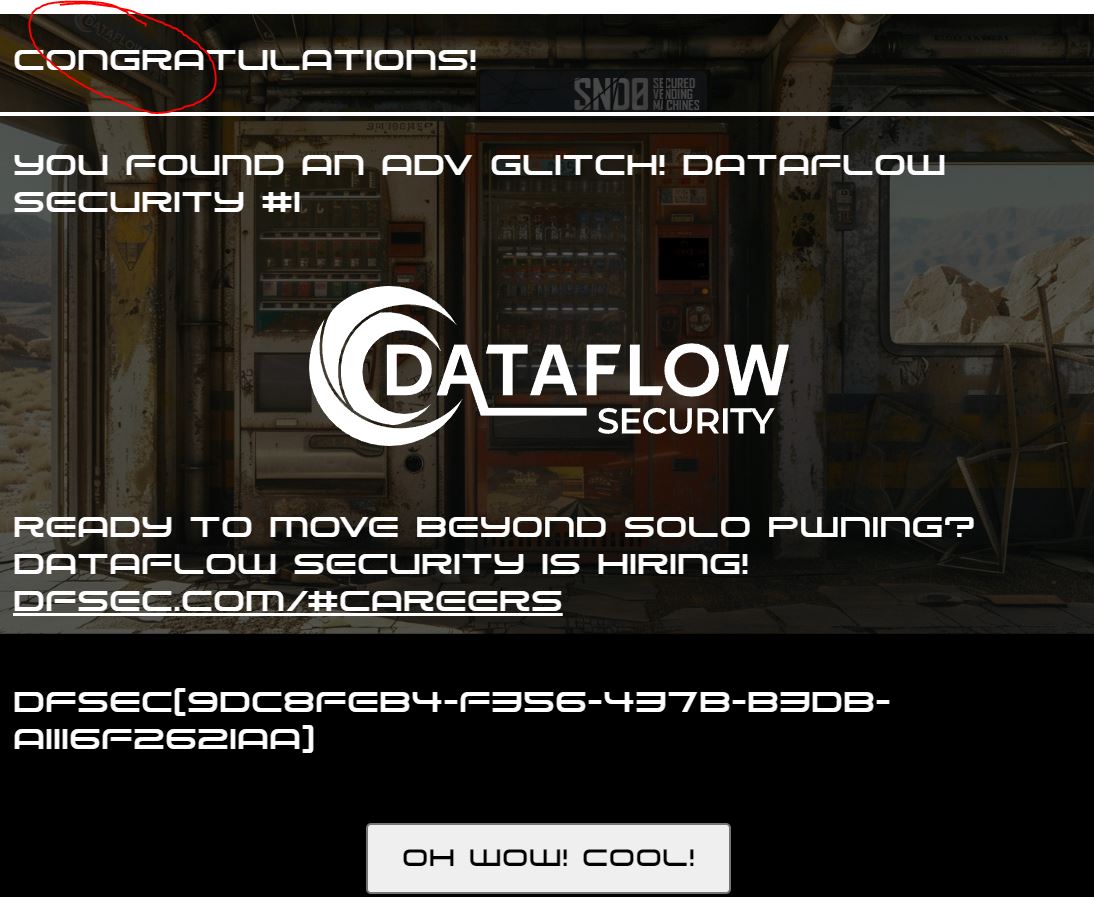 CONGRATULATIONS!
SND0 SECURED VENDING MACHINES
YOU FOUND AN ADV GLITCH! DATAFLOW
SECURITY #1
DATAFLOW
SECURITY
READY TO MOVE BEYOND SOLO PWNING?
DATAFLOW SECURITY IS HIRING!
DFSEC.COM/#CAREERS
DFSEC[9DC8FEB4-F356-437B-B3DB-
A1116F2621AA]
OH WOW! COOL!